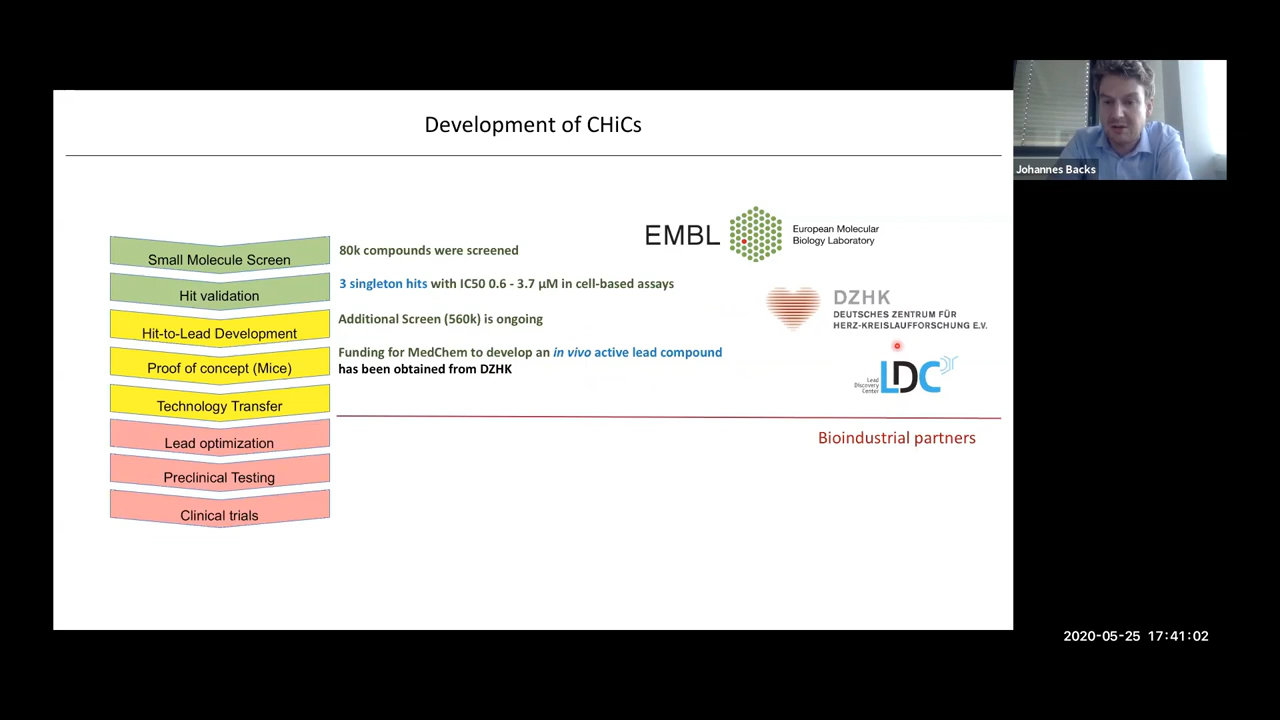 Development of CHiCs
Johannes Backs
EMBL
European Molecular
Biology Laboratory
Small Molecule Screen
80k compounds were screened
Hit validation
3 singleton hits with IC50 0.6 - 3.7 µM in cell-based assays
DZHK
DEUTSCHES ZENTRUM FÜR
HERZ-KREISLAUFFORSCHUNG E.V.
Hit-to-Lead Development
Additional Screen (560k) is ongoing
Proof of concept (Mice)
Funding for MedChem to develop an in vivo active lead compound
has been obtained from DZHK
Lead
Discovery
Center
LDC
Technology Transfer
Lead optimization
Bioindustrial partners
Preclinical Testing
Clinical trials
2020-05-25 17:41:02